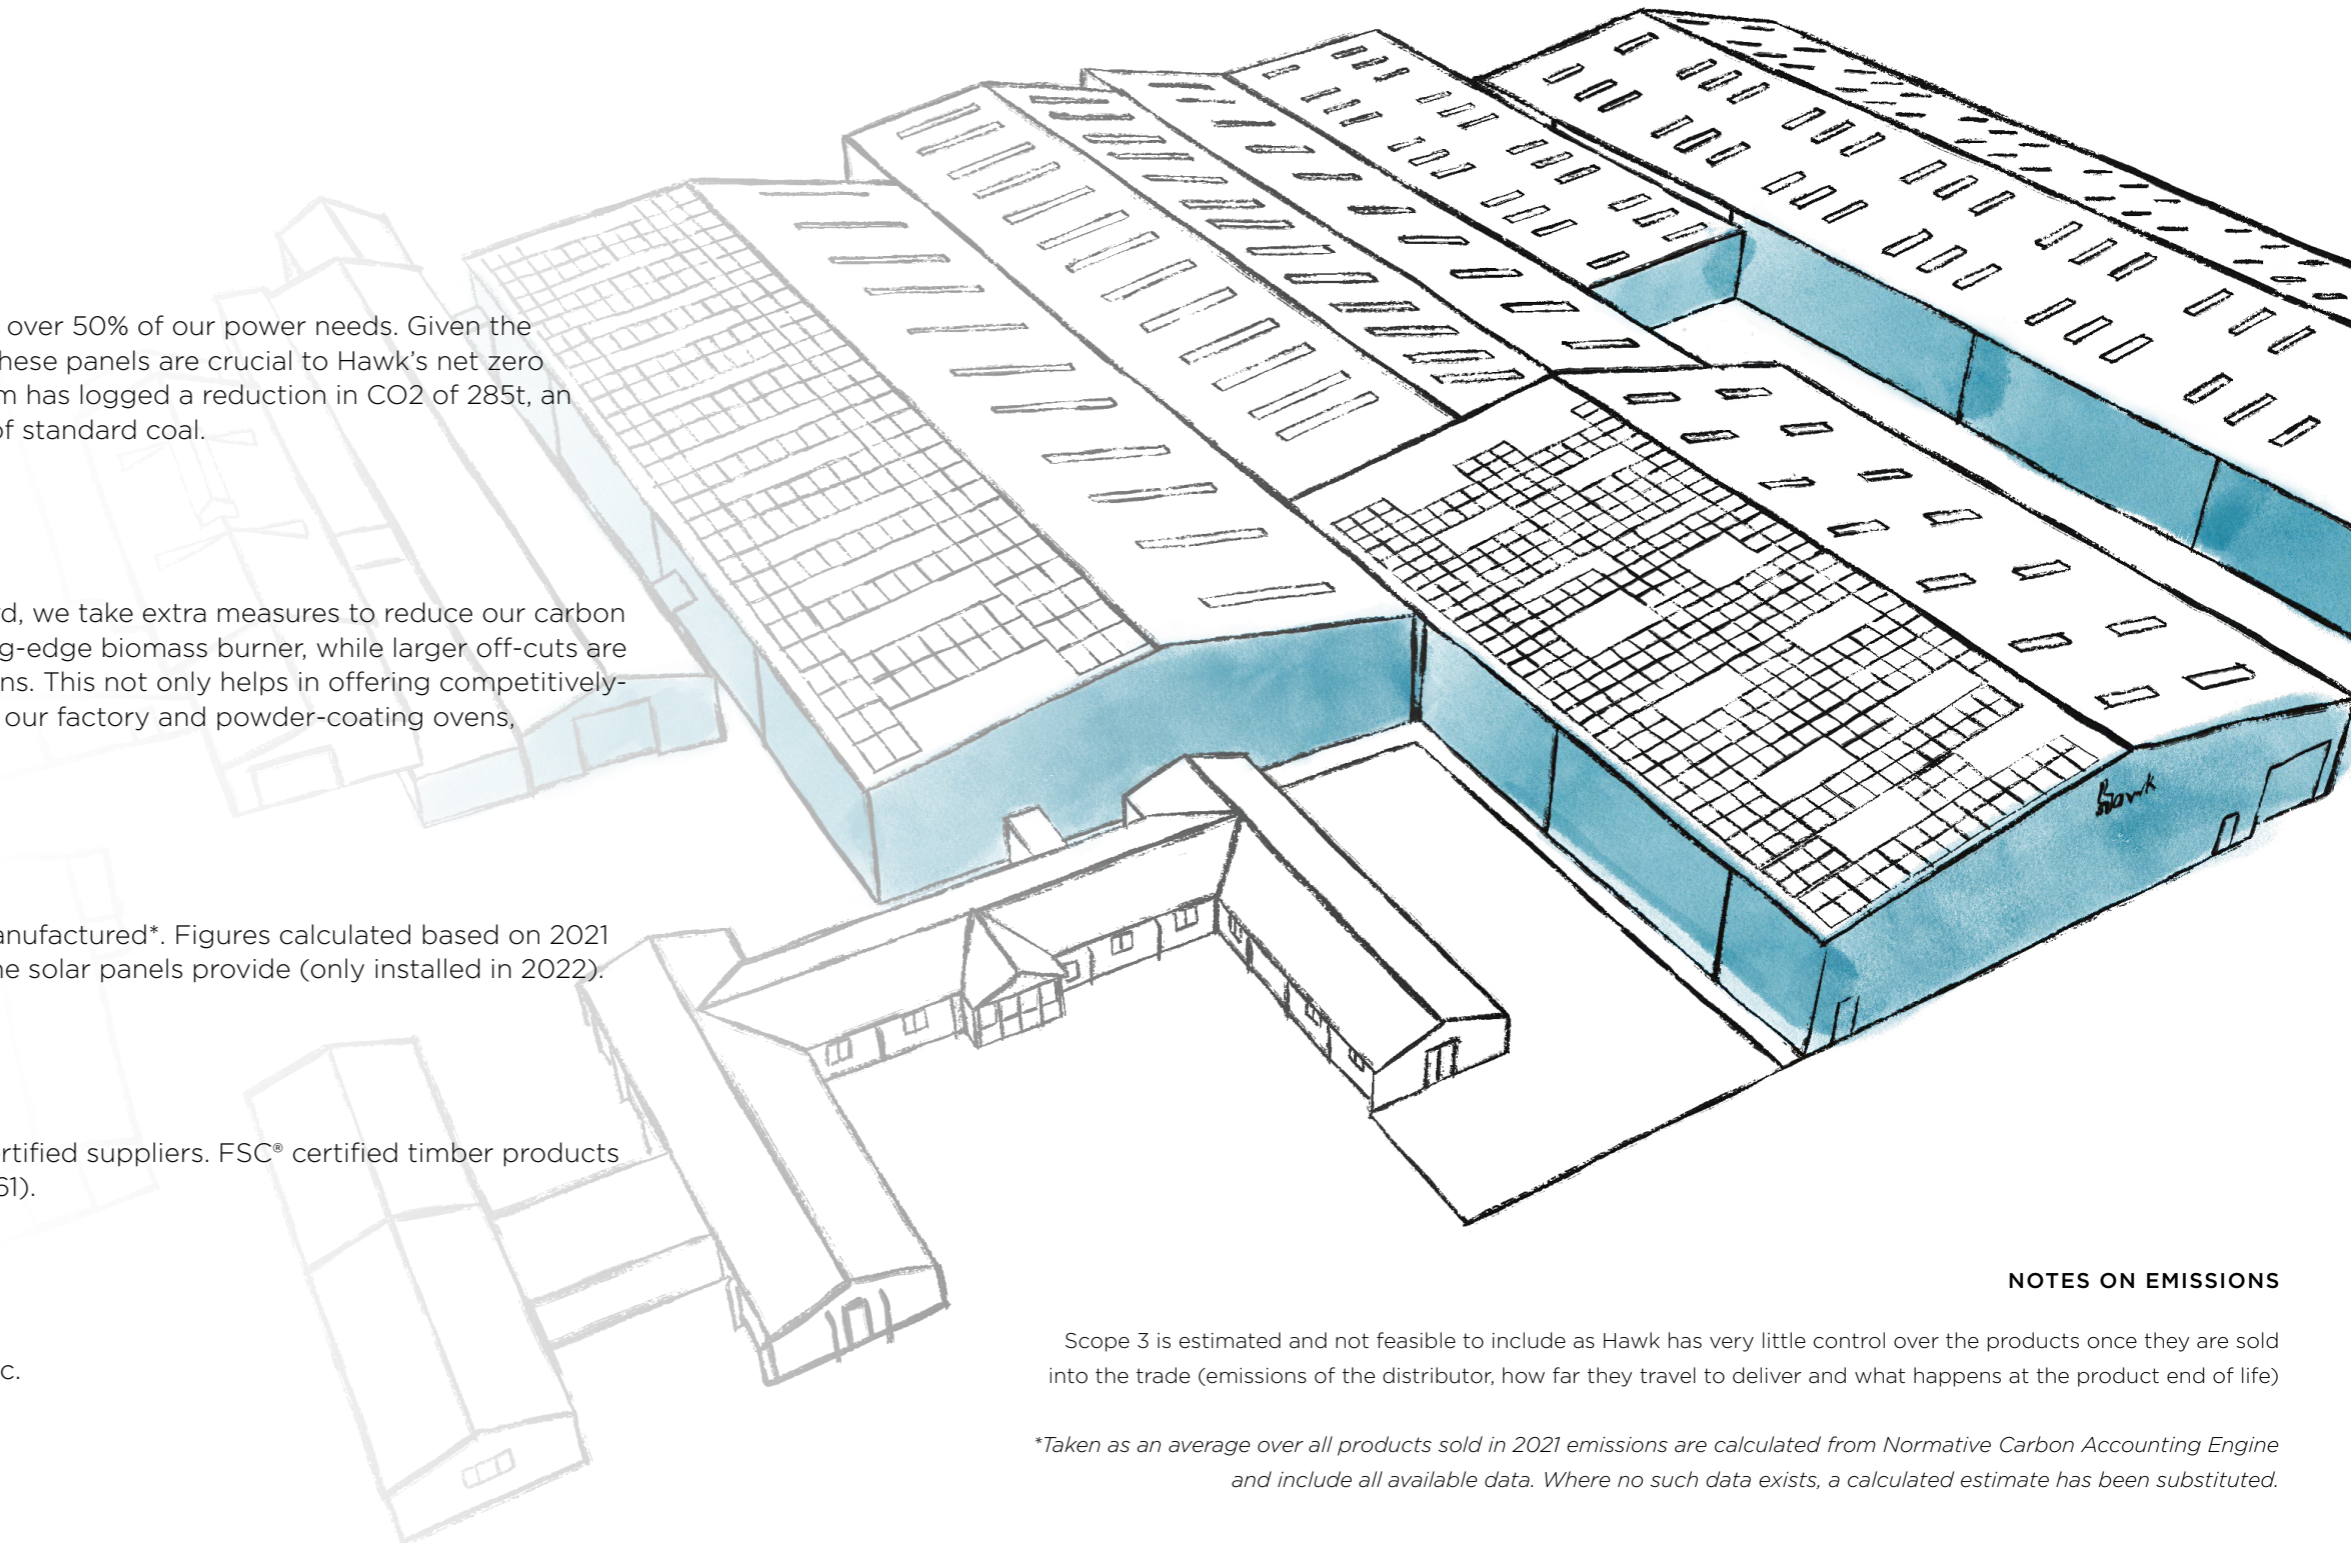 over 50% of our power needs. Given the
hese panels are crucial to Hawk's net zero
m has logged a reduction in CO2 of 285t, an
of standard coal.
rd, we take extra measures to reduce our carbon
g-edge biomass burner, while larger off-cuts are
ns. This not only helps in offering competitively-
our factory and powder-coating ovens,
anufactured*. Figures calculated based on 2021
he solar panels provide (only installed in 2022).
ertified suppliers. FSC® certified timber products
61).
c.
Hawk
NOTES ON EMISSIONS
Scope 3 is estimated and not feasible to include as Hawk has very little control over the products once they are sold
into the trade (emissions of the distributor, how far they travel to deliver and what happens at the product end of life)
*Taken as an average over all products sold in 2021 emissions are calculated from Normative Carbon Accounting Engine
and include all available data. Where no such data exists, a calculated estimate has been substituted.